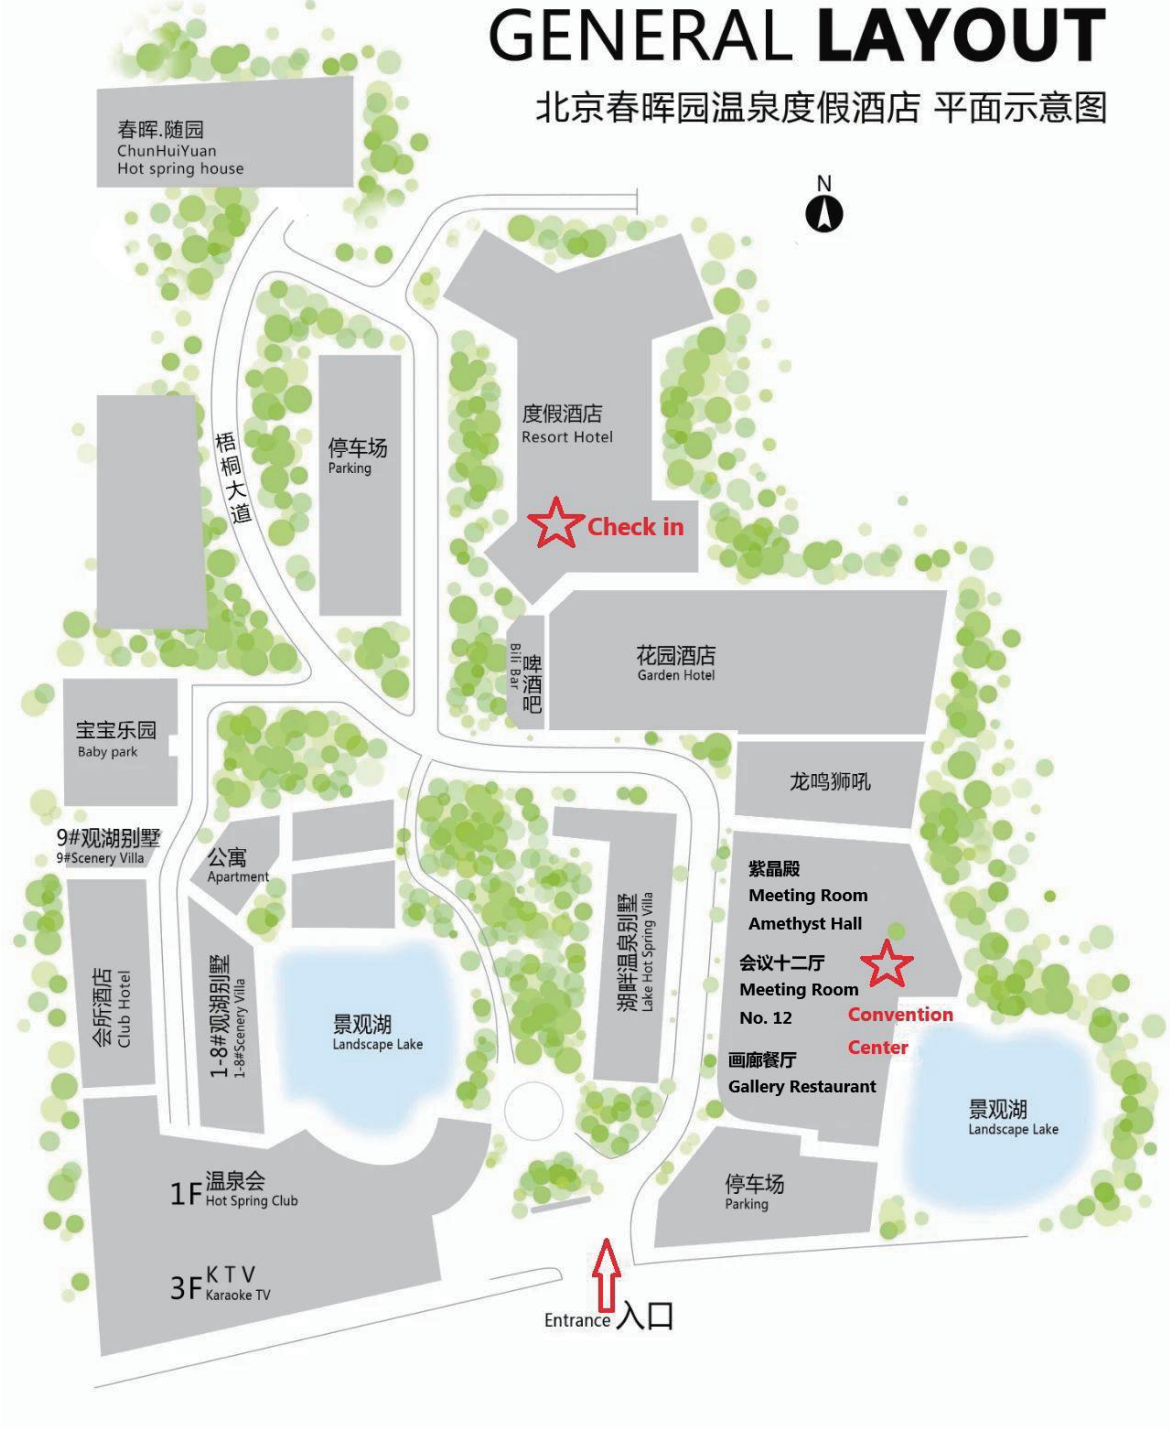 GENERAL LAYOUT
北京春晖园温泉度假酒店 平面示意图
N
春晖.随园
ChunHuiYuan
Hot spring house
度假酒店
Resort Hotel
停车场
Parking
梧桐大道
Check in
啤酒吧
Bili Bar
花园酒店
Garden Hotel
宝宝乐园
Baby park
龙鸣狮吼
9#观湖别墅
9#Scenery Villa
公寓
Apartment
紫晶殿
Meeting Room
Amethyst Hall
会议十二厅
Meeting Room
No. 12
Convention
Center
画廊餐厅
Gallery Restaurant
湖畔温泉别墅
Lake Hot Spring Villa
会所酒店
Club Hotel
1-8#观湖别墅
1-8#Scenery Villa
景观湖
Landscape Lake
景观湖
Landscape Lake
1F 温泉会
Hot Spring Club
停车场
Parking
3F KTV
Karaoke TV
Entrance 入口